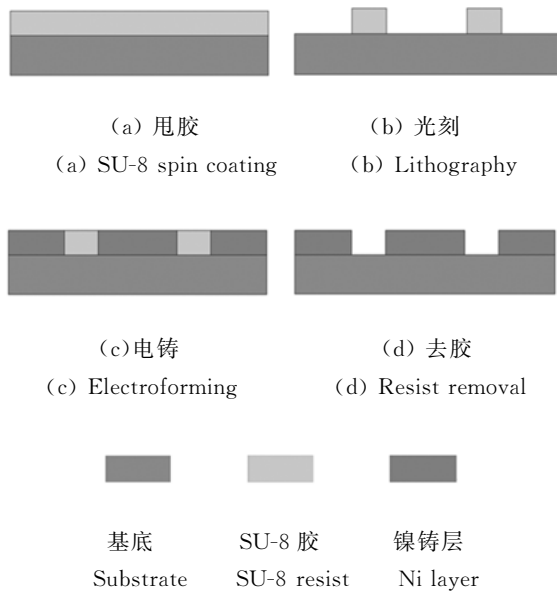 (a) 甩胶
(b) 光刻
(a) SU-8 spin coating
(b) Lithography
(c)电铸
(d) 去胶
(c) Electroforming
(d) Resist removal
基底
SU-8 胶
镍铸层
Substrate
SU-8 resist
Ni layer